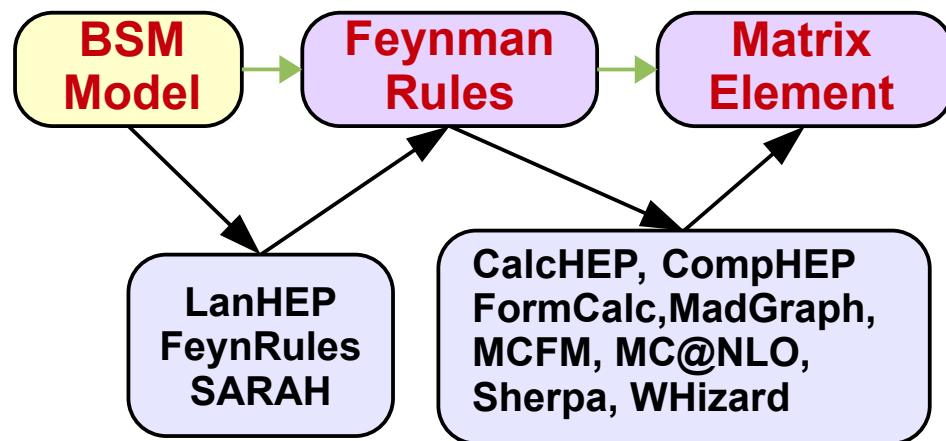 BSM
Model
Feynman
Rules
Matrix
Element
LanHEP
FeynRules
SARAH
CalcHEP, CompHEP
FormCalc,MadGraph,
MCFM, MC@NLO,
Sherpa, WHizard